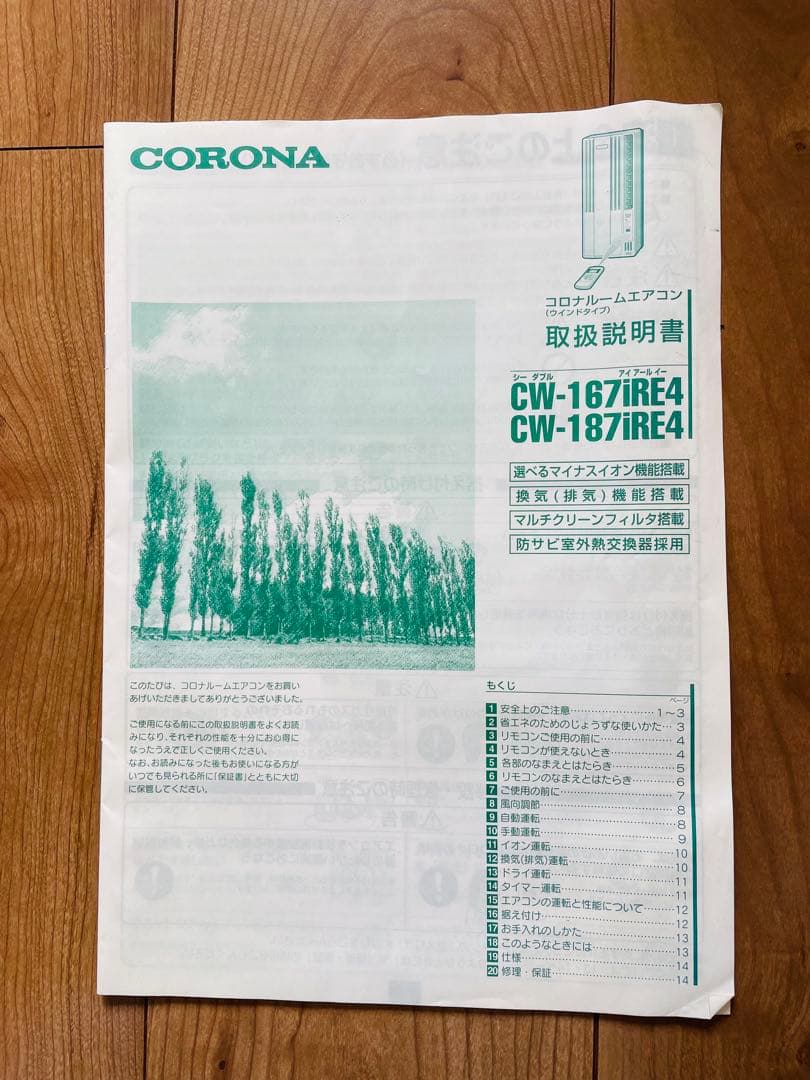 CORONA
コロナルームエアコン
(ウインドタイプ)
取扱説明書
シー ダブル アイ アール イー
CW-167iRE4
CW-187iRE4
選べるマイナスイオン機能搭載
換気(排気)機能搭載
マルチクリーンフィルタ搭載
防サビ室外熱交換器採用
このたびは、コロナルームエアコンをお買い
あげいただきましてありがとうございました。
ご使用になる前にこの取扱説明書をよくお読
みになり、それぞれの性能を十分にお心得に
なったうえで正しくご使用ください。
なお、お読みになった後もお使いになる方が
いつでも見られる所に「保証書」とともに大切
に保管してください。
もくじ
ページ
1 安全上のご注意 1〜3
2 省エネのためのじょうずな使いかた 3
3 リモコンご使用の前に 4
4 リモコンが使えないとき 4
5 各部のなまえとはたらき 5
6 リモコンのなまえとはたらき 6
7 ご使用の前に 7
8 風向調節 8
9 自動運転 8
10 手動運転 9
11 イオン運転 10
12 換気(排気)運転 10
13 ドライ運転 11
14 タイマー運転 11
15 エアコンの運転と性能について 12
16 据え付け 12
17 お手入れのしかた 13
18 このようなときには 13
19 仕様 14
20 修理・保証 14